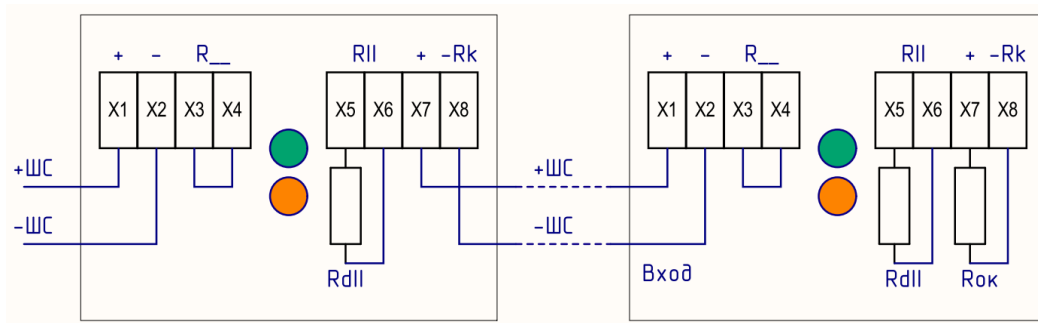 + - R__ RII + -Rk + - R__ RII + -Rk
X1 X2 X3 X4 X5 X6 X7 X8 X1 X2 X3 X4 X5 X6 X7 X8
+ШС +ШС
-ШС -ШС
RdII Вход RdII Rок